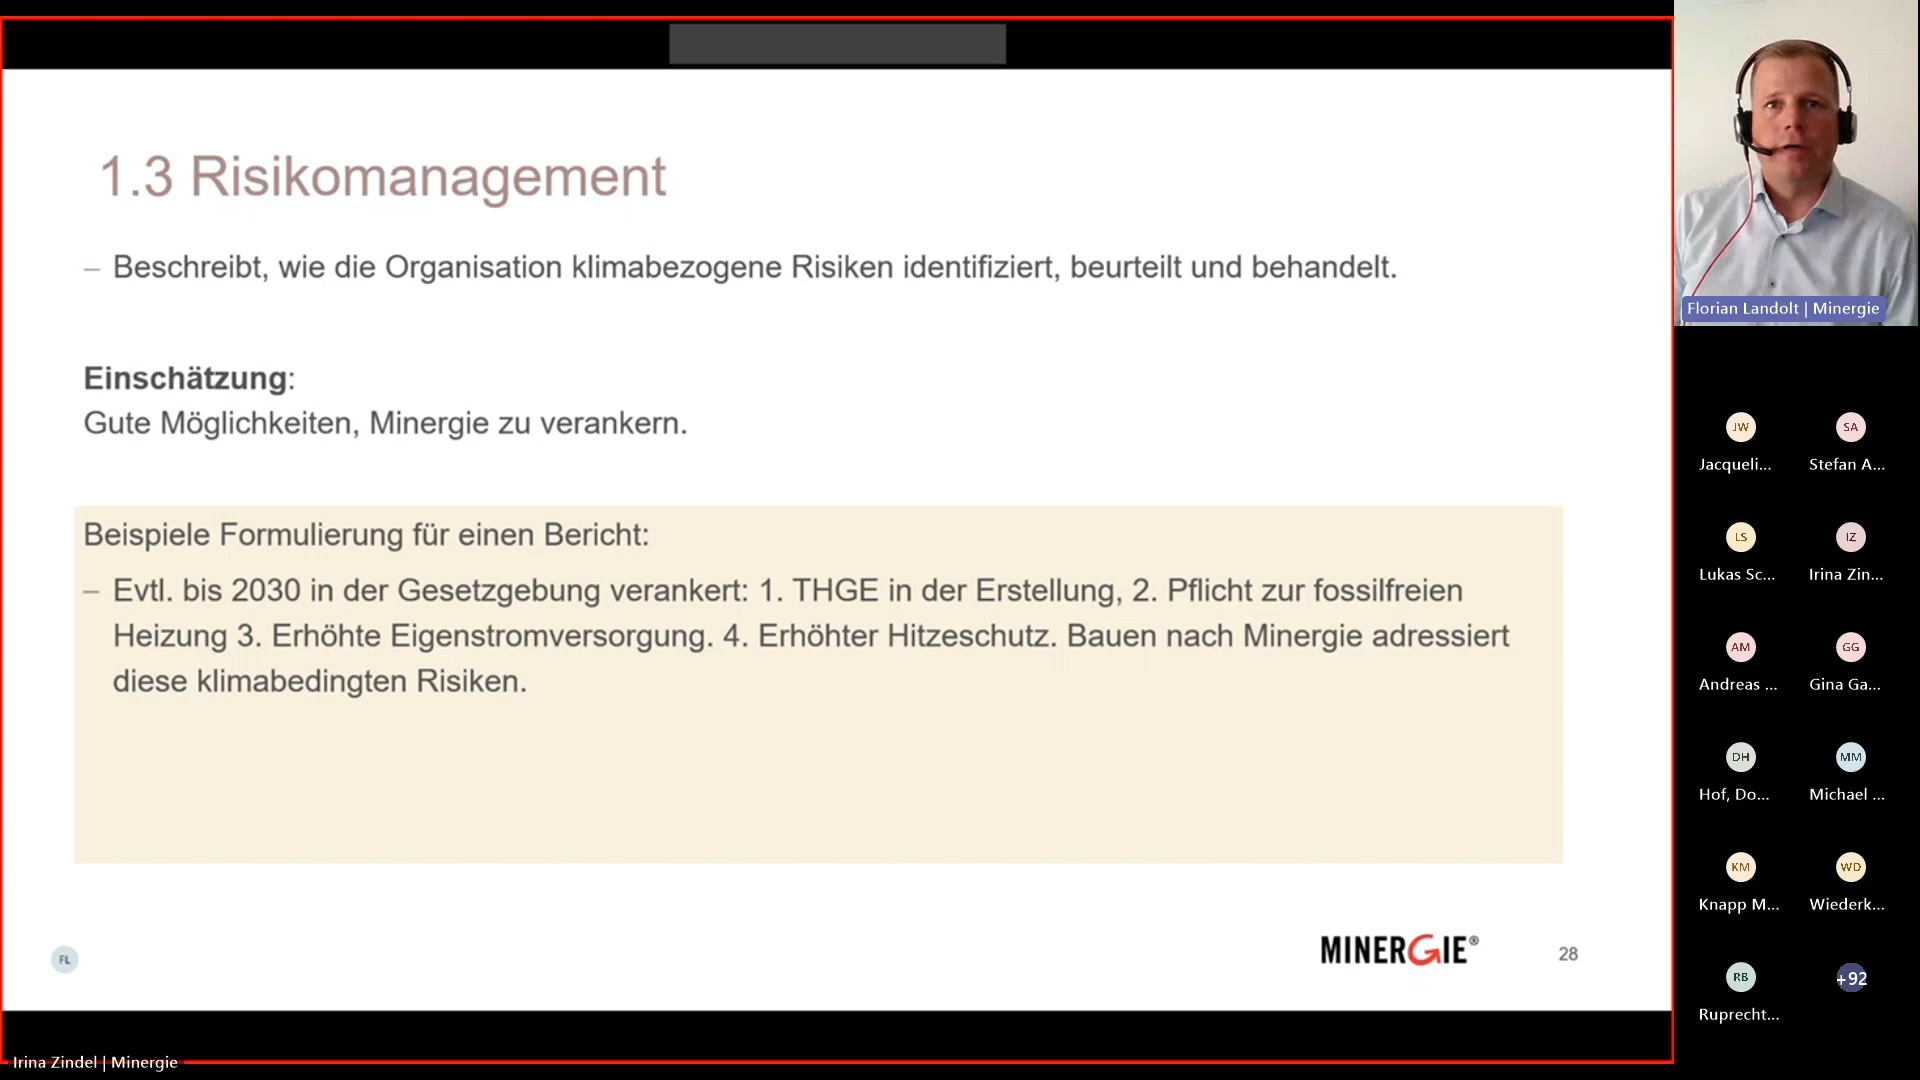 1.3 Risikomanagement
– Beschreibt, wie die Organisation klimabezogene Risiken identifiziert, beurteilt und behandelt.
Einschätzung:
Gute Möglichkeiten, Minergie zu verankern.
Beispiele Formulierung für einen Bericht:
– Evtl. bis 2030 in der Gesetzgebung verankert: 1. THGE in der Erstellung, 2. Pflicht zur fossilfreien
Heizung 3. Erhöhte Eigenstromversorgung. 4. Erhöhter Hitzeschutz. Bauen nach Minergie adressiert
diese klimabedingten Risiken.
FL
MINERGIE®
28
Irina Zindel | Minergie
Florian Landolt | Minergie
JW
SA
Jacqueli...
Stefan A...
LS
IZ
Lukas Sc...
Irina Zin...
AM
GG
Andreas ...
Gina Ga...
DH
MM
Hof, Do...
Michael ...
KM
WD
Knapp M...
Wiederk...
RB
+92
Ruprecht...